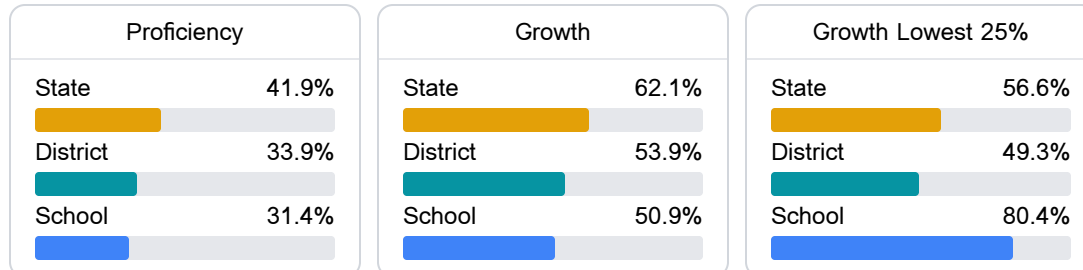 Proficiency
State 41.9%
District 33.9%
School 31.4%
Growth
State 62.1%
District 53.9%
School 50.9%
Growth Lowest 25%
State 56.6%
District 49.3%
School 80.4%